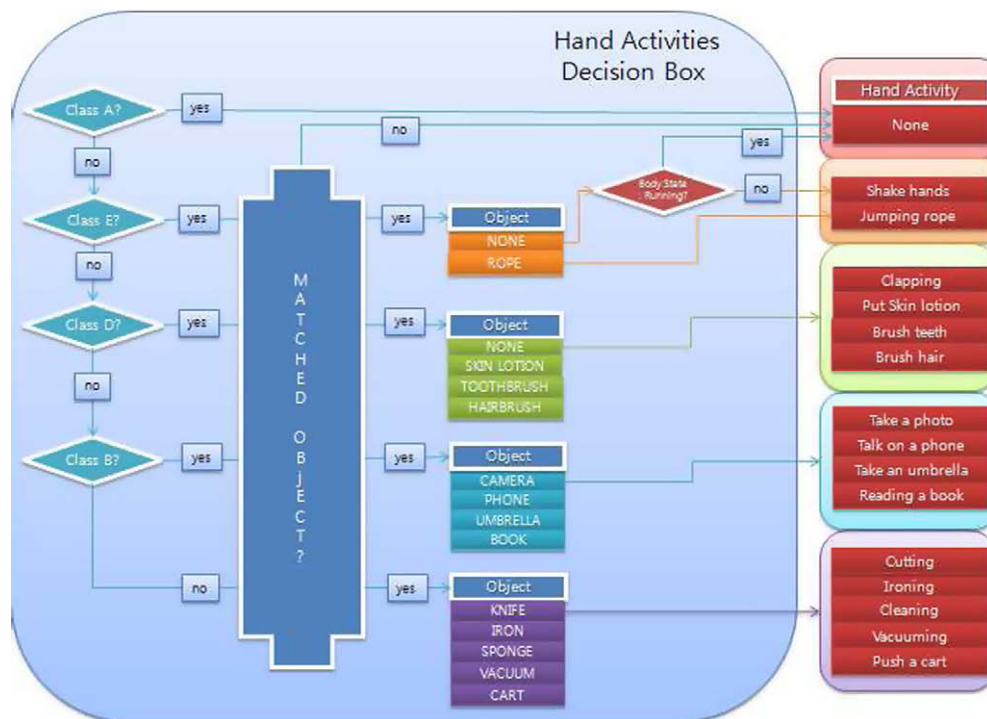 Hand Activities
Decision Box
Class A?
yes
Hand Activity
None
no
yes
no
Body State
: Running?
no
Class E?
yes
yes
Object
NONE
ROPE
Shake hands
Jumping rope
no
MATCHED OBJECT?
Class D?
yes
yes
Object
NONE
SKIN LOTION
TOOTHBRUSH
HAIRBRUSH
Clapping
Put Skin lotion
Brush teeth
Brush hair
no
Class B?
yes
yes
Object
CAMERA
PHONE
UMBRELLA
BOOK
Take a photo
Talk on a phone
Take an umbrella
Reading a book
no
yes
Object
KNIFE
IRON
SPONGE
VACUUM
CART
Cutting
Ironing
Cleaning
Vacuuming
Push a cart